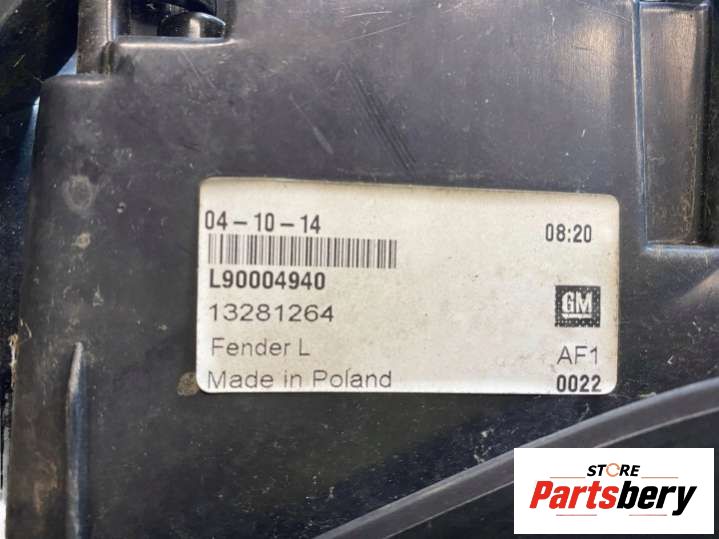 04-10-14 08:20
L90004940
13281264
GM
Fender L AF1
Made in Poland 0022
STORE
Partsbery